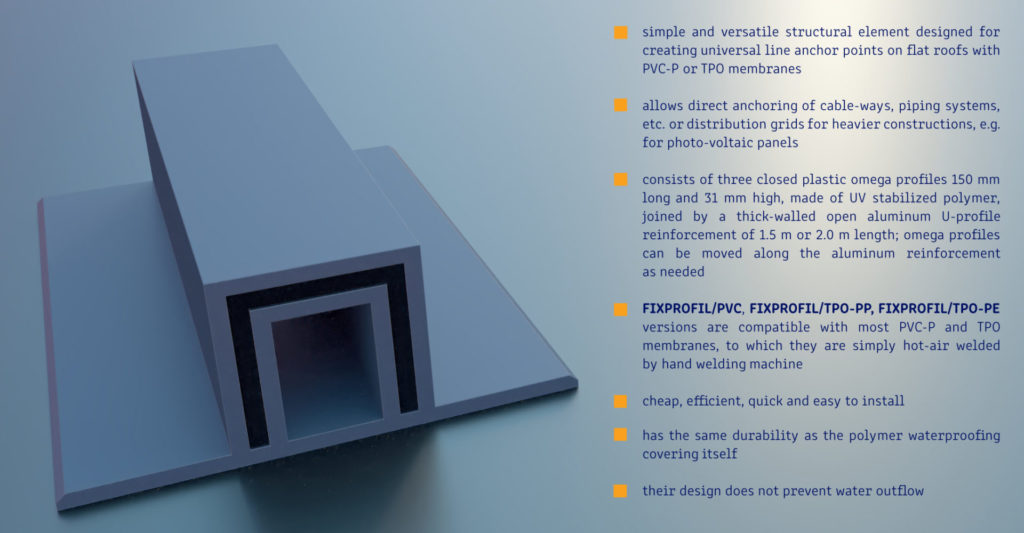 simple and versatile structural element designed for
creating universal line anchor points on flat roofs with
PVC-P or TPO membranes
allows direct anchoring of cable-ways, piping systems,
etc. or distribution grids for heavier constructions, e.g.
for photo-voltaic panels
consists of three closed plastic omega profiles 150 mm
long and 31 mm high, made of UV stabilized polymer,
joined by a thick-walled open aluminum U-profile
reinforcement of 1.5 m or 2.0 m length; omega profiles
can be moved along the aluminum reinforcement
as needed
FIXPROFIL/PVC, FIXPROFIL/TPO-PP, FIXPROFIL/TPO-PE
versions are compatible with most PVC-P and TPO
membranes, to which they are simply hot-air welded
by hand welding machine
cheap, efficient, quick and easy to install
has the same durability as the polymer waterproofing
covering itself
their design does not prevent water outflow